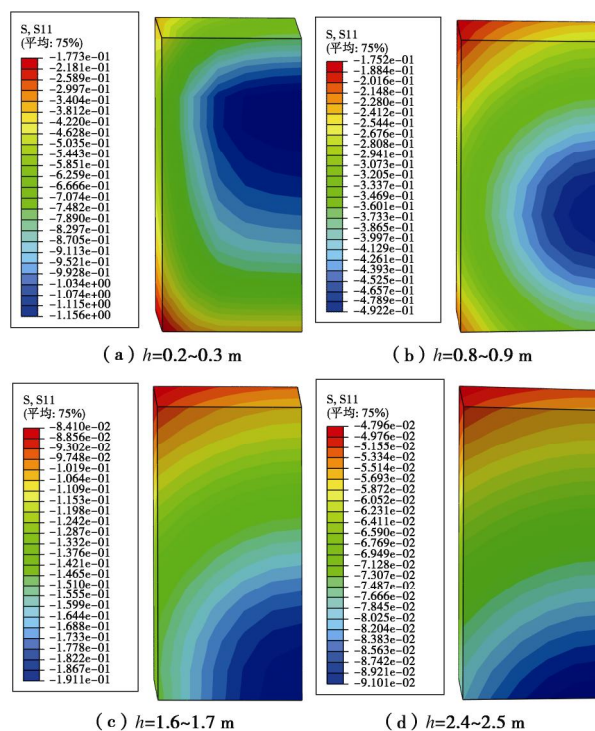 S, S11
(平均: 75%)
-1.773e-01
-2.181e-01
-2.589e-01
-2.997e-01
-3.404e-01
-3.812e-01
-4.220e-01
-4.628e-01
-5.035e-01
-5.443e-01
-5.851e-01
-6.259e-01
-6.666e-01
-7.074e-01
-7.482e-01
-7.890e-01
-8.297e-01
-8.705e-01
-9.113e-01
-9.521e-01
-9.928e-01
-1.034e+00
-1.074e+00
-1.115e+00
-1.156e+00
(a) h=0.2~0.3 m
S, S11
(平均: 75%)
-1.752e-01
-1.884e-01
-2.016e-01
-2.148e-01
-2.280e-01
-2.412e-01
-2.544e-01
-2.676e-01
-2.808e-01
-2.941e-01
-3.073e-01
-3.205e-01
-3.337e-01
-3.469e-01
-3.601e-01
-3.733e-01
-3.865e-01
-3.997e-01
-4.129e-01
-4.261e-01
-4.393e-01
-4.525e-01
-4.657e-01
-4.789e-01
-4.922e-01
(b) h=0.8~0.9 m
S, S11
(平均: 75%)
-8.410e-02
-8.856e-02
-9.302e-02
-9.748e-02
-1.019e-01
-1.064e-01
-1.109e-01
-1.153e-01
-1.198e-01
-1.242e-01
-1.287e-01
-1.332e-01
-1.376e-01
-1.421e-01
-1.465e-01
-1.510e-01
-1.555e-01
-1.599e-01
-1.644e-01
-1.688e-01
-1.733e-01
-1.778e-01
-1.822e-01
-1.867e-01
-1.911e-01
(c) h=1.6~1.7 m
S, S11
(平均: 75%)
-4.796e-02
-4.976e-02
-5.155e-02
-5.334e-02
-5.514e-02
-5.693e-02
-5.872e-02
-6.052e-02
-6.231e-02
-6.411e-02
-6.590e-02
-6.769e-02
-6.949e-02
-7.128e-02
-7.307e-02
-7.487e-02
-7.666e-02
-7.845e-02
-8.025e-02
-8.204e-02
-8.383e-02
-8.563e-02
-8.742e-02
-8.921e-02
-9.101e-02
(d) h=2.4~2.5 m